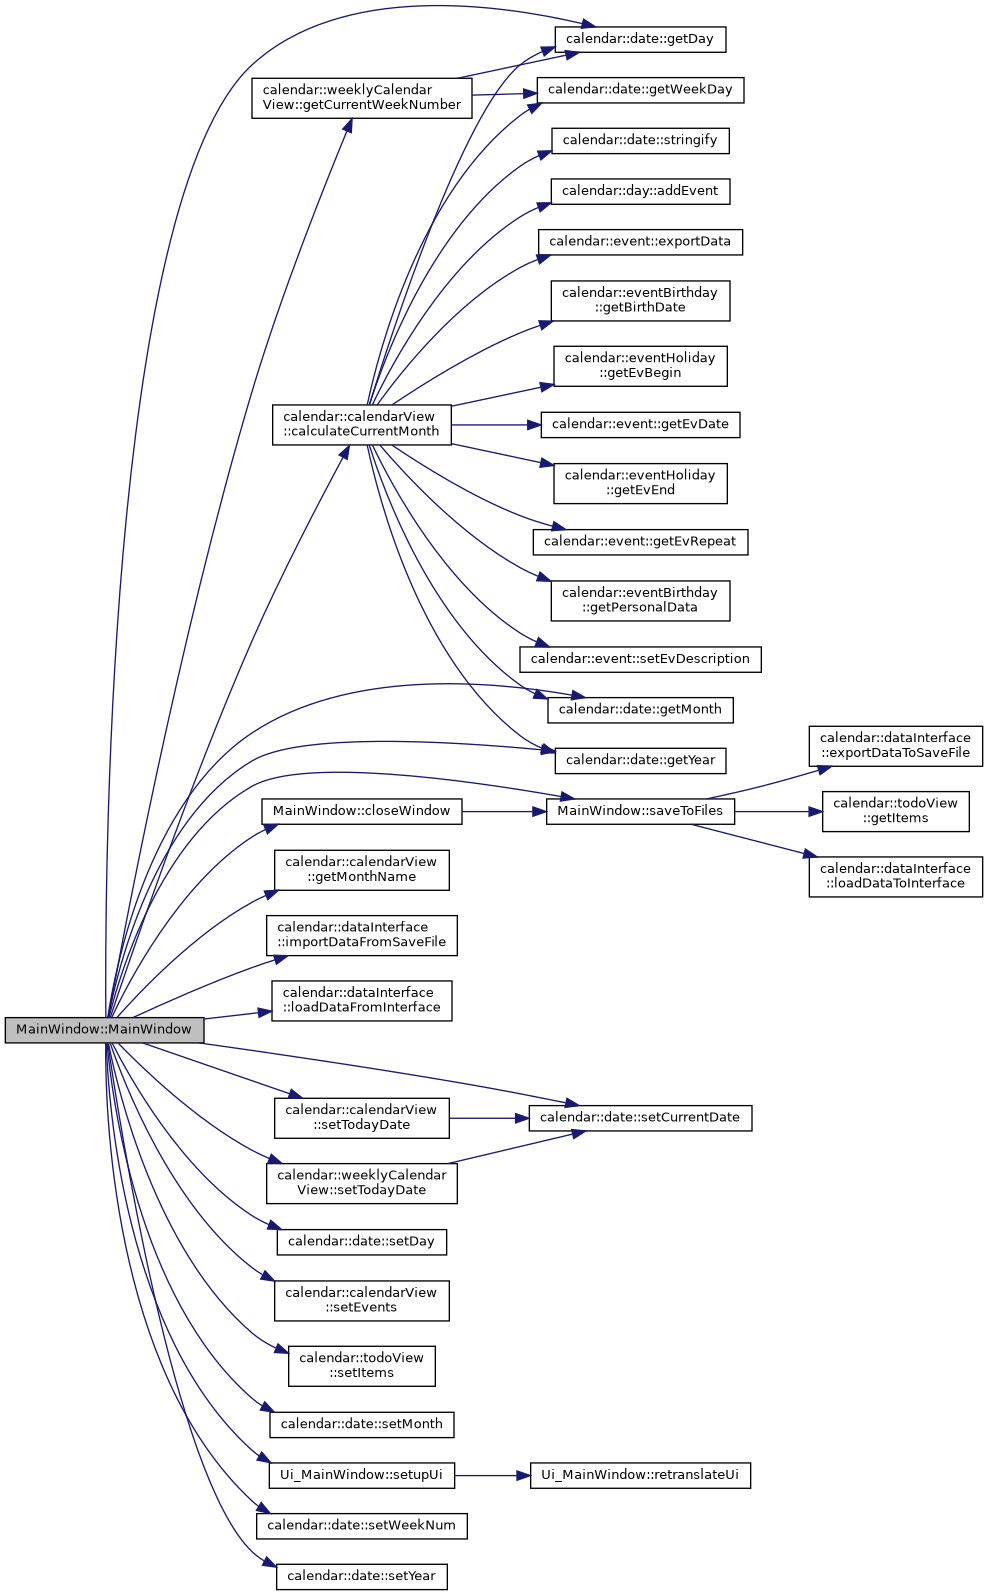 calendar::date::getDay
calendar::weeklyCalendar
View::getCurrentWeekNumber
calendar::date::getWeekDay
calendar::date::stringify
calendar::day::addEvent
calendar::event::exportData
calendar::eventBirthday
::getBirthDate
calendar::eventHoliday
::getEvBegin
calendar::calendarView
::calculateCurrentMonth
calendar::event::getEvDate
calendar::eventHoliday
::getEvEnd
calendar::event::getEvRepeat
calendar::eventBirthday
::getPersonalData
calendar::event::setEvDescription
calendar::date::getMonth
calendar::date::getYear
calendar::dataInterface
::exportDataToSaveFile
MainWindow::closeWindow
MainWindow::saveToFiles
calendar::todoView
::getItems
calendar::dataInterface
::loadDataToInterface
calendar::calendarView
::getMonthName
calendar::dataInterface
::importDataFromSaveFile
calendar::dataInterface
::loadDataFromInterface
MainWindow::MainWindow
calendar::calendarView
::setTodayDate
calendar::date::setCurrentDate
calendar::weeklyCalendar
View::setTodayDate
calendar::date::setDay
calendar::calendarView
::setEvents
calendar::todoView
::setItems
calendar::date::setMonth
Ui_MainWindow::setupUi
Ui_MainWindow::retranslateUi
calendar::date::setWeekNum
calendar::date::setYear